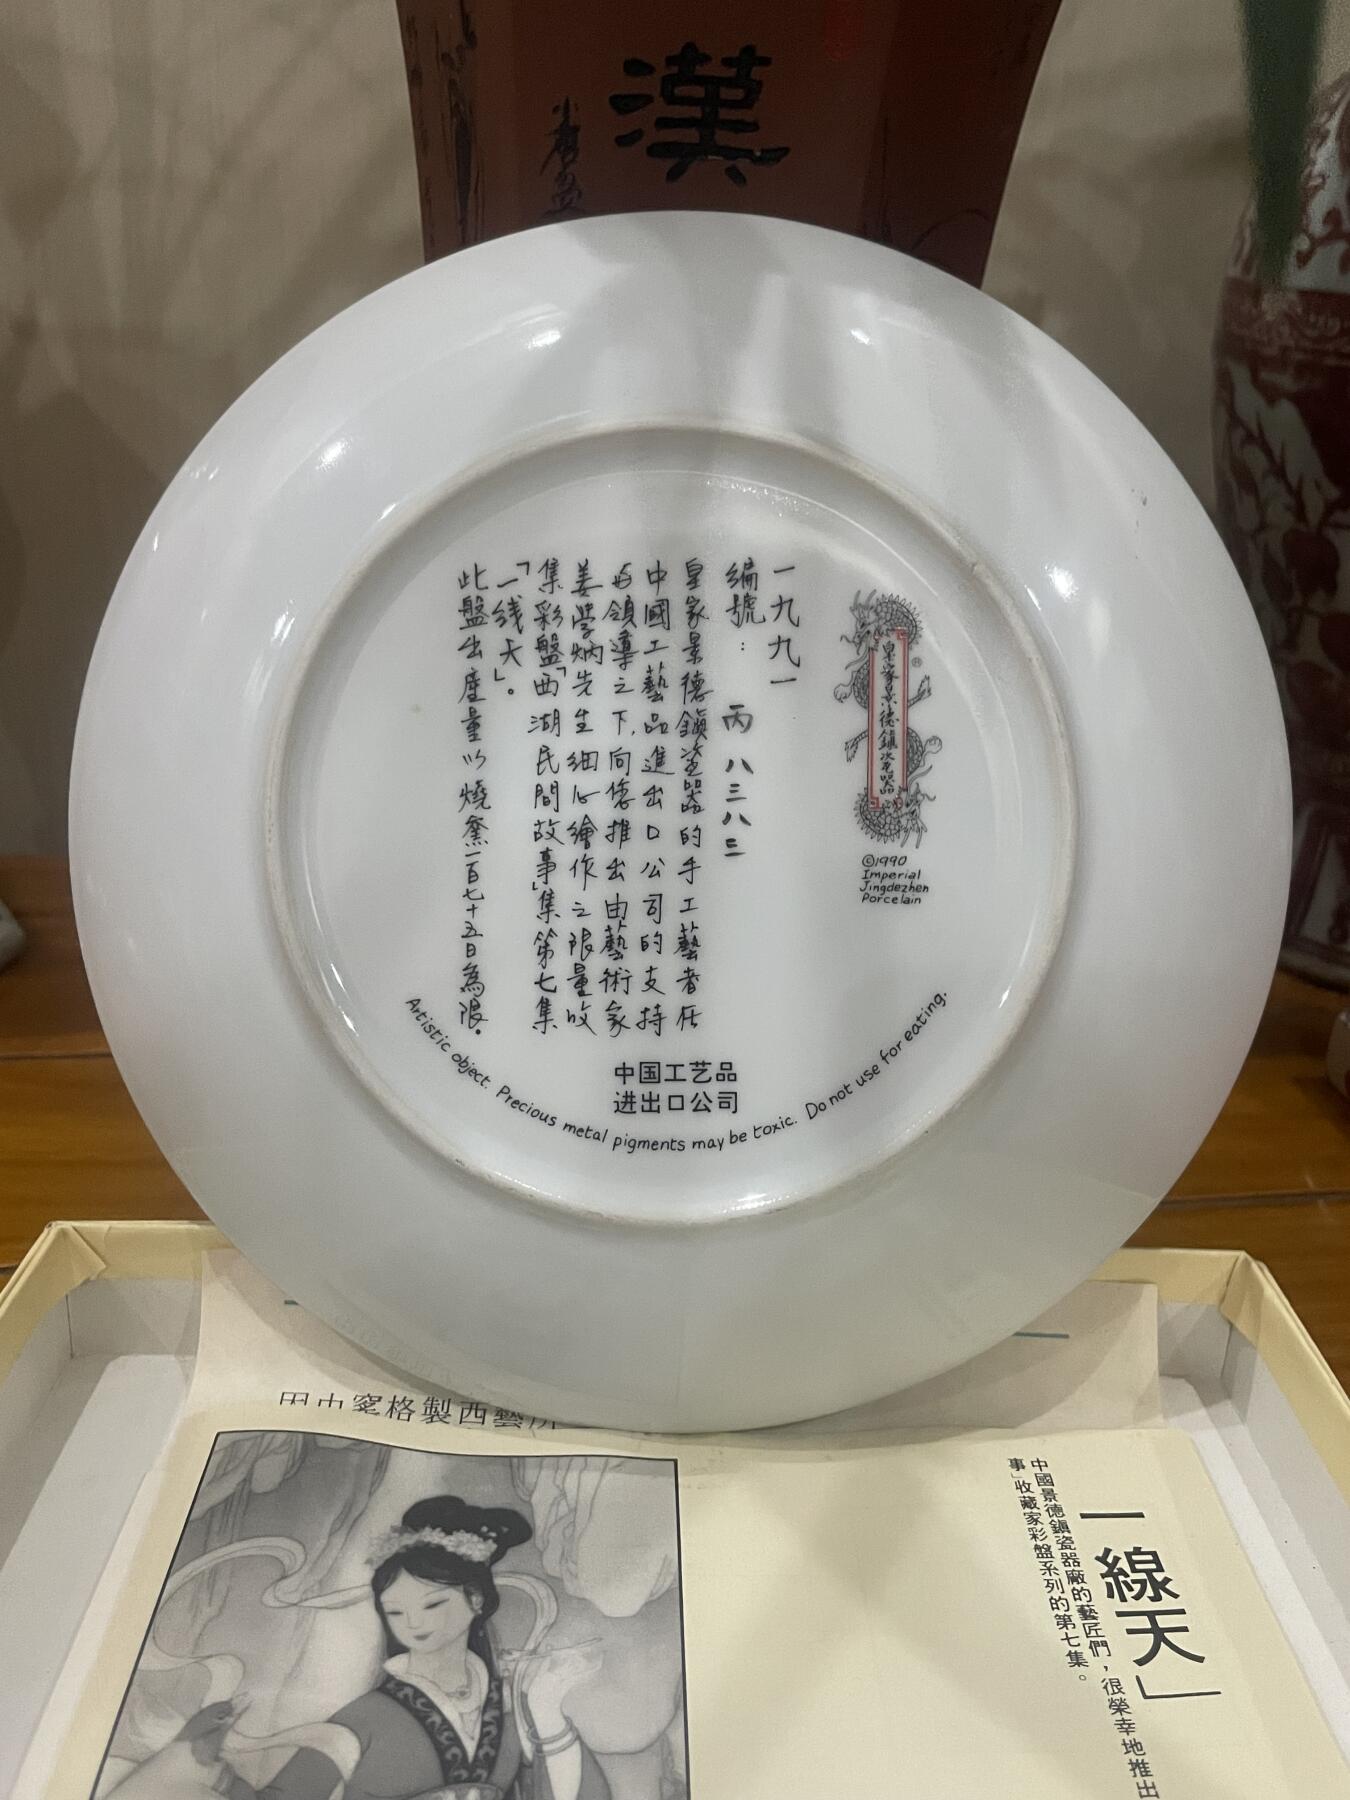 漢
皇家景德鎮瓷器
®
©1990
Imperial
Jingdezhen
Porcelain
一九九一
編號：丙八三八二
皇家景德鎮瓷器的手工藝者在
中國工藝品進出口公司的支持
与領導之下,向您推出由藝術家
姜学炳先生細心繪作之限量收
集彩盤「西湖民間故事」集第七集
「一线天」。
此盤出產量以燒窯一百七十五日為限.
中国工艺品
进出口公司
Artistic object. Precious metal pigments may be toxic. Do not use for eating.
「一線天」
中國景德鎮瓷器廠的藝匠們，很榮幸地推出
事」收藏家彩盤系列的第七集。